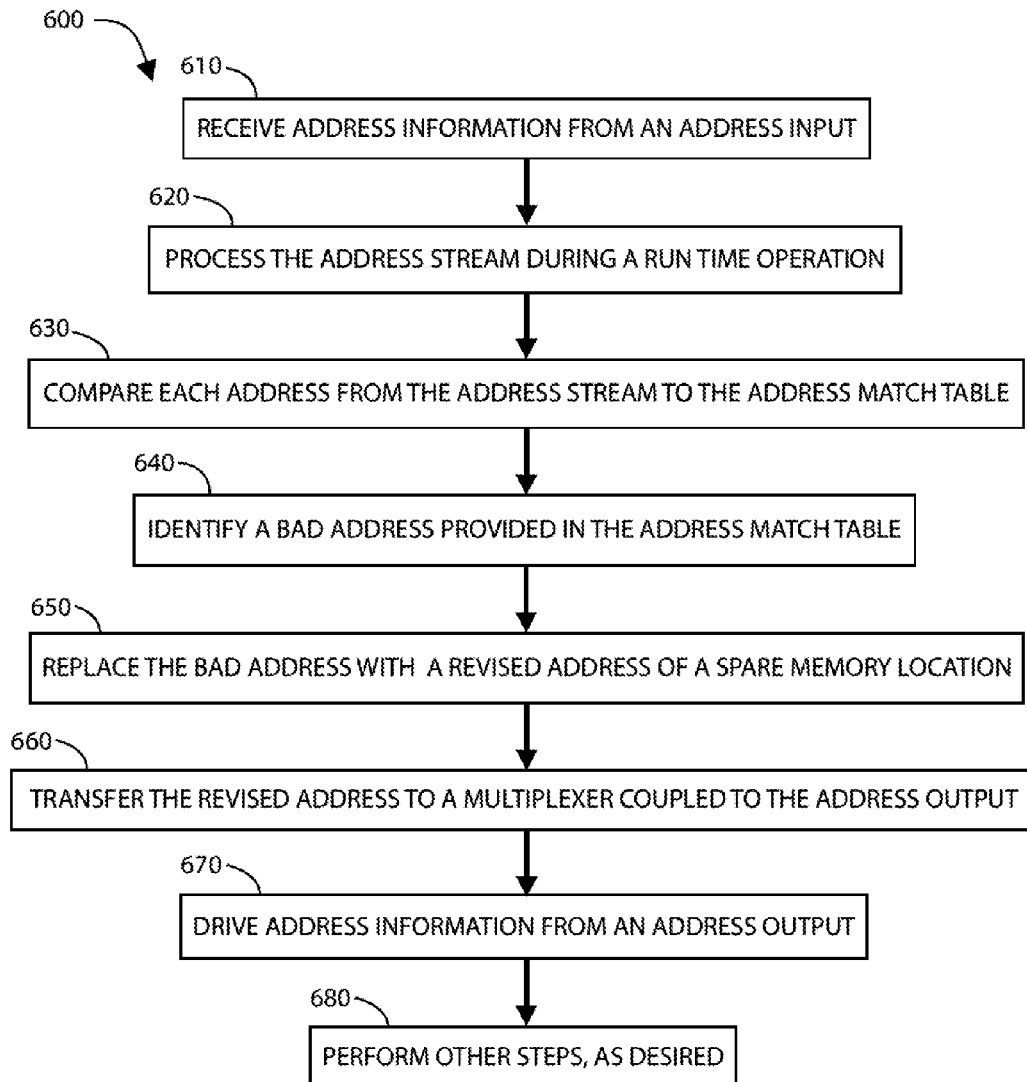 600
610
RECEIVE ADDRESS INFORMATION FROM AN ADDRESS INPUT
620
PROCESS THE ADDRESS STREAM DURING A RUN TIME OPERATION
630
COMPARE EACH ADDRESS FROM THE ADDRESS STREAM TO THE ADDRESS MATCH TABLE
640
IDENTIFY A BAD ADDRESS PROVIDED IN THE ADDRESS MATCH TABLE
650
REPLACE THE BAD ADDRESS WITH A REVISED ADDRESS OF A SPARE MEMORY LOCATION
660
TRANSFER THE REVISED ADDRESS TO A MULTIPLEXER COUPLED TO THE ADDRESS OUTPUT
670
DRIVE ADDRESS INFORMATION FROM AN ADDRESS OUTPUT
680
PERFORM OTHER STEPS, AS DESIRED